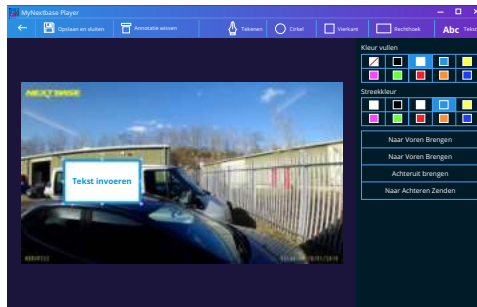 MyNextbase Player
Opslaan en sluiten
Annotatie wissen
Tekenen
Cirkel
Vierkant
Rechthoek
Abc Tekst
Kleur vullen
Streekkleur
NEXTBASE
Tekst invoeren
Naar Voren Brengen
Naar Voren Brengen
Achteruit brengen
Naar Achteren Zenden